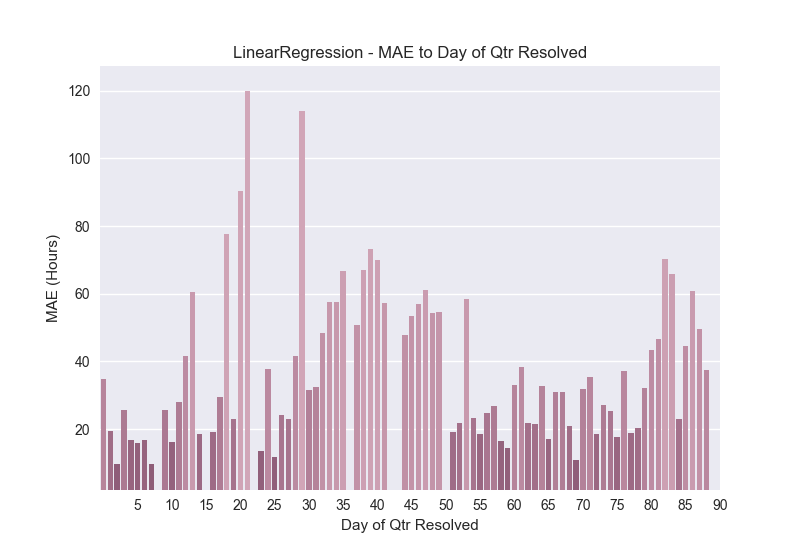 LinearRegression - MAE to Day of Qtr Resolved
120
100
80
60
40
20
MAE (Hours)
5 10 15 20 25 30 35 40 45 50 55 60 65 70 75 80 85 90
Day of Qtr Resolved